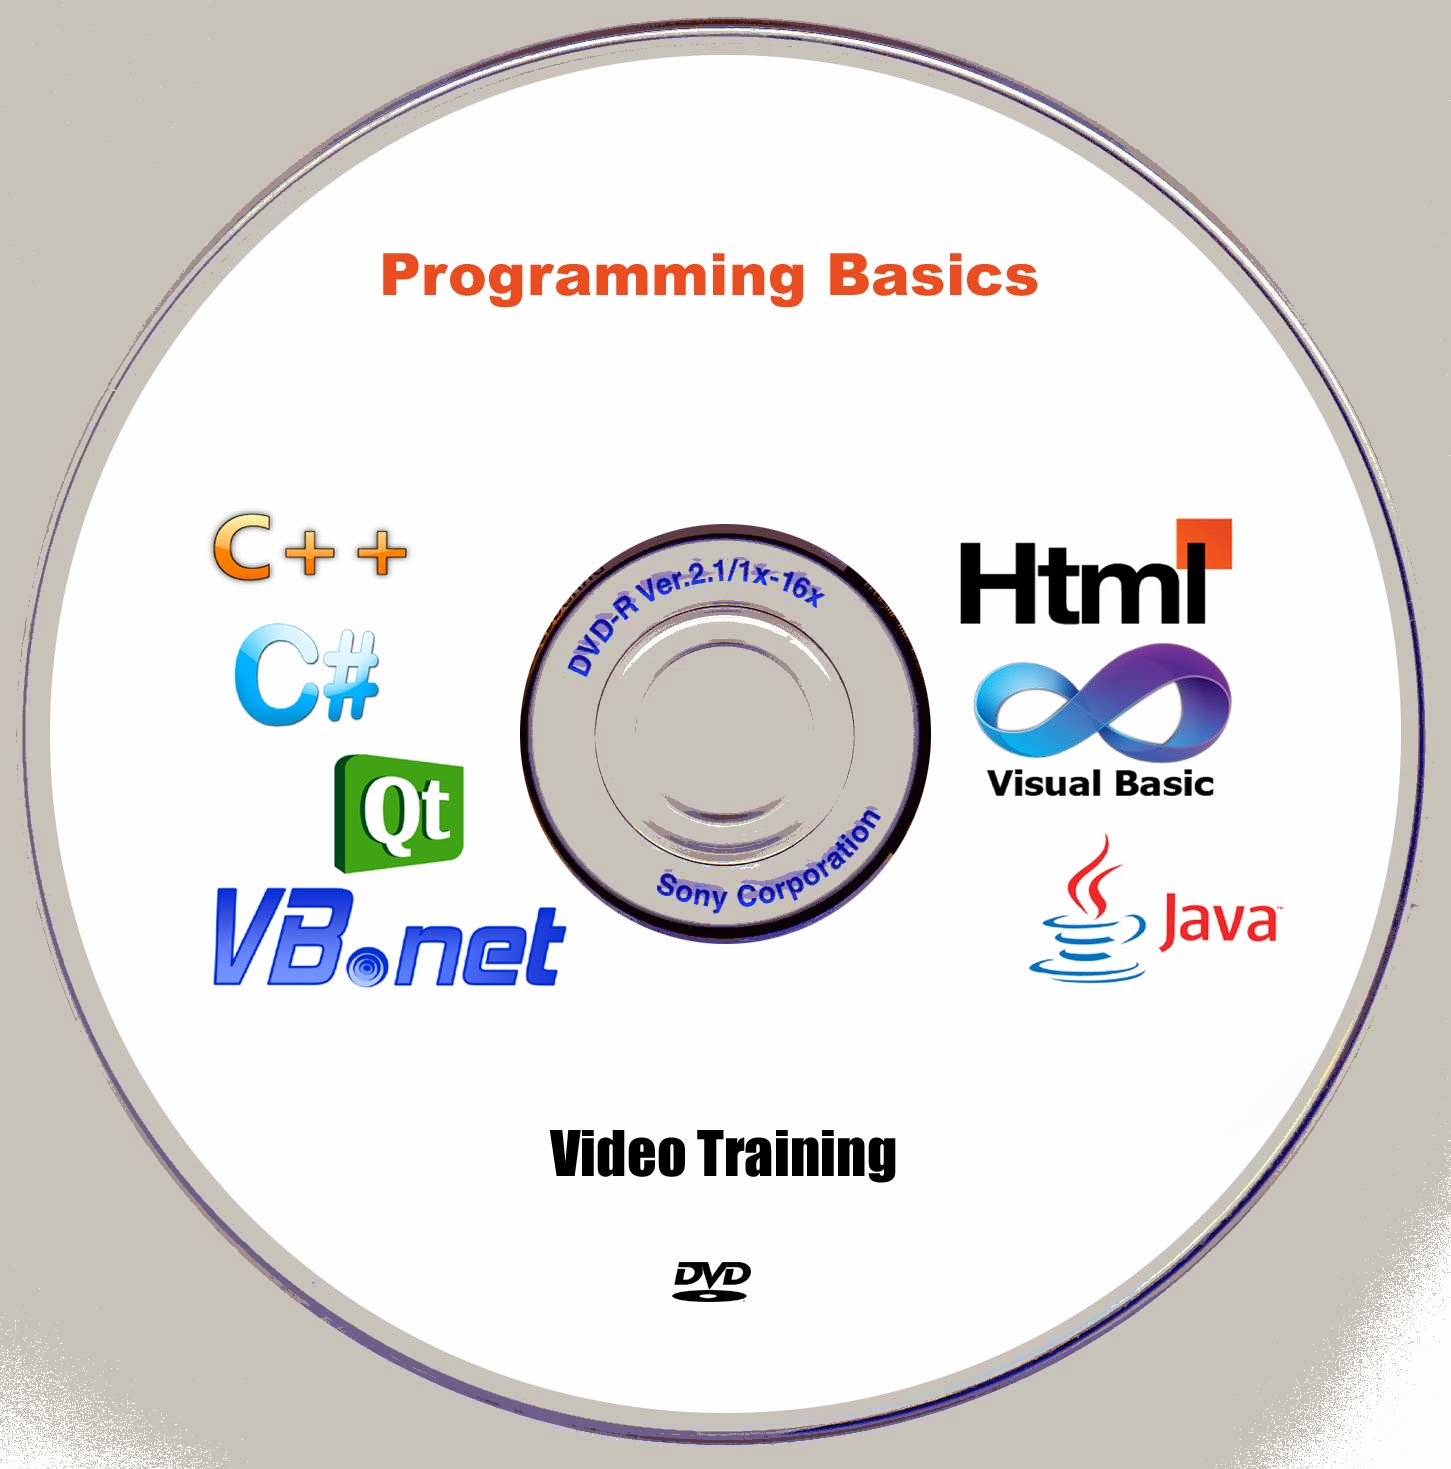 Programming Basics
C++
C#
Qt
VB.net
DVD-R Ver.2.1/1x-16x
Sony Corporation
Html
Visual Basic
Java™
Video Training
DVD